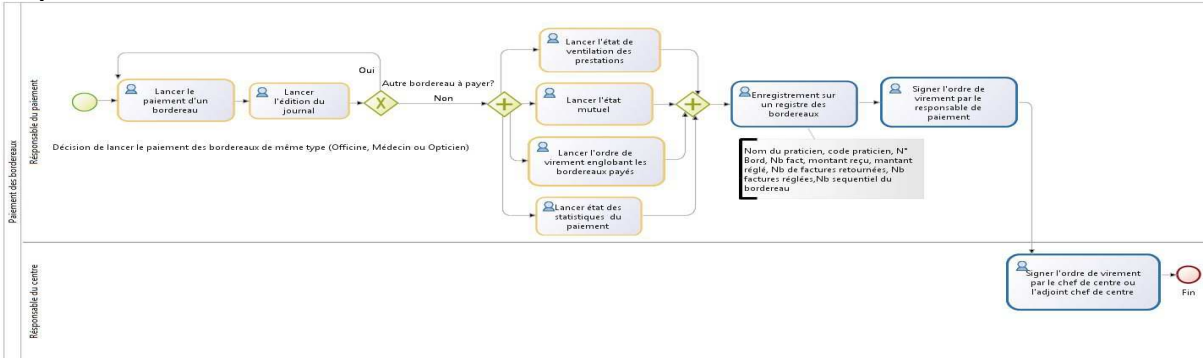 Paiement des bordereaux
Résponsable du paiement
Lancer le
paiement d'un
bordereau
Lancer
l'édition du
journal
Oui
X
Autre bordereau à payer?
Non
Décision de lancer le paiement des bordereaux de même type (Officine, Médecin ou Opticien)
Lancer l'état de
ventilation des
prestations
Lancer l'état
mutuel
Lancer l'ordre de
virement englobant les
bordereaux payés
Lancer état des
statistiques du
paiement
Enregistrement sur
un registre des
bordereaux
Nom du praticien, code praticien, N°
Bord, Nb fact, montant reçu, mantant
réglé, Nb de factures retournées, Nb
factures réglées,Nb sequentiel du
bordereau
Signer l'ordre de
virement par le
responsable de
paiement
Résponsable du centre
Signer l'ordre de virement
par le chef de centre ou
l'adjoint chef de centre
Fin